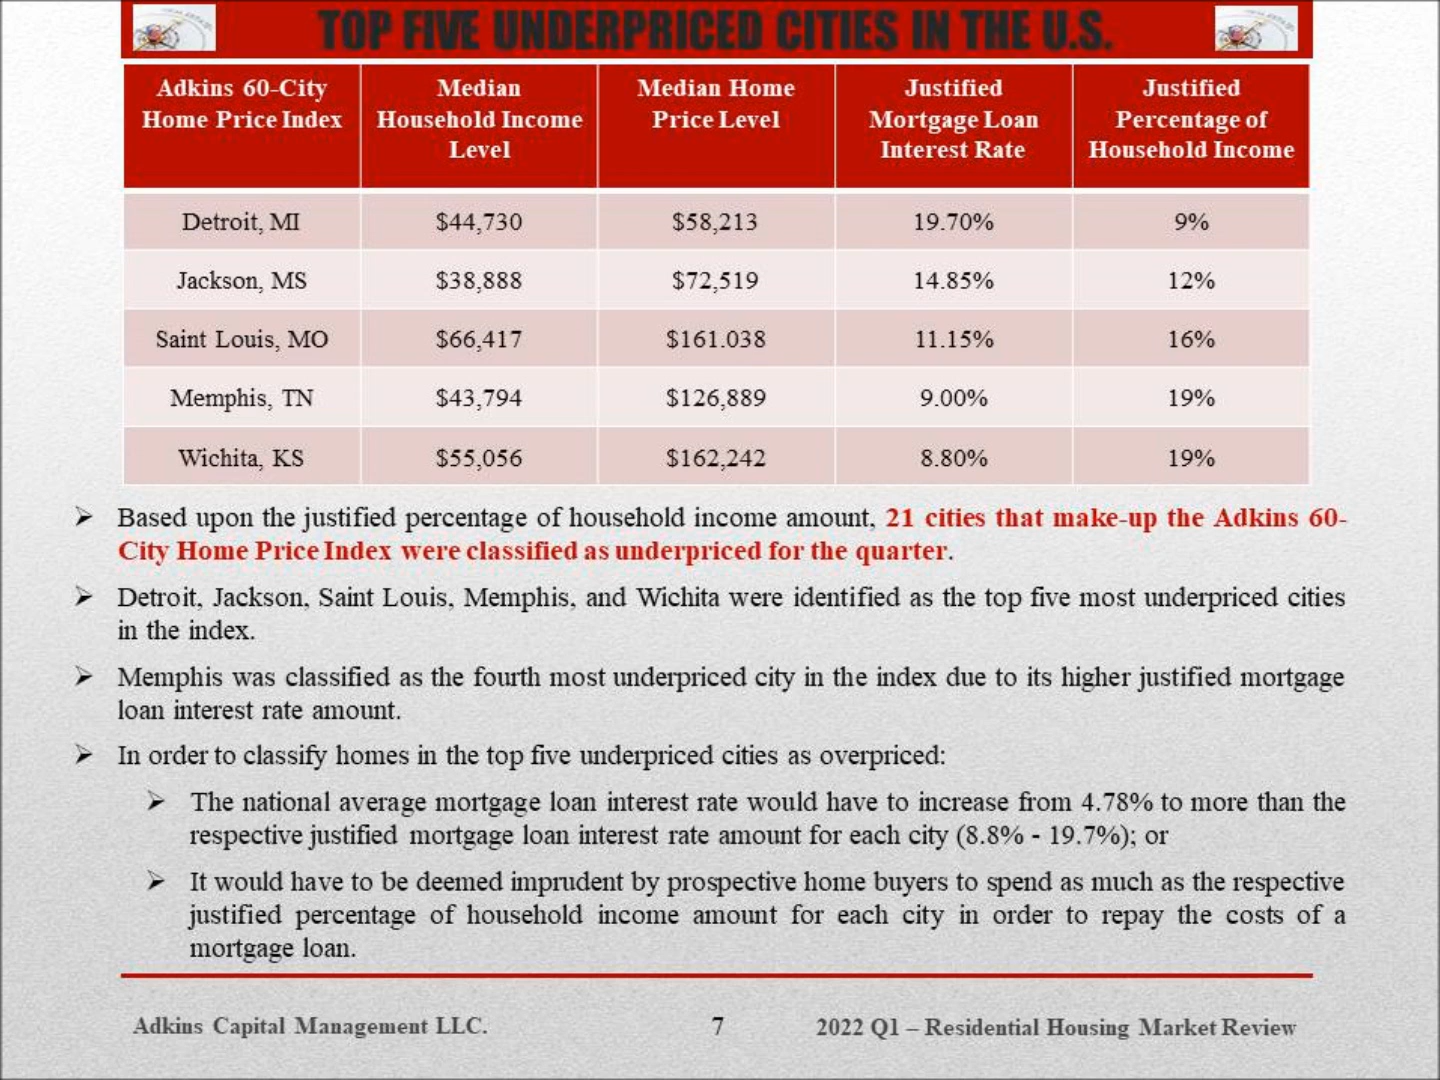 TOP FIVE UNDERPRICED CITIES IN THE U.S.
Adkins 60-City Home Price Index
Median Household Income Level
Median Home Price Level
Justified Mortgage Loan Interest Rate
Justified Percentage of Household Income
Detroit, MI $44,730 $58,213 19.70% 9%
Jackson, MS $38,888 $72,519 14.85% 12%
Saint Louis, MO $66,417 $161.038 11.15% 16%
Memphis, TN $43,794 $126,889 9.00% 19%
Wichita, KS $55,056 $162,242 8.80% 19%
➢ Based upon the justified percentage of household income amount, 21 cities that make-up the Adkins 60-
City Home Price Index were classified as underpriced for the quarter.
➢ Detroit, Jackson, Saint Louis, Memphis, and Wichita were identified as the top five most underpriced cities
in the index.
➢ Memphis was classified as the fourth most underpriced city in the index due to its higher justified mortgage
loan interest rate amount.
➢ In order to classify homes in the top five underpriced cities as overpriced:
➢ The national average mortgage loan interest rate would have to increase from 4.78% to more than the
respective justified mortgage loan interest rate amount for each city (8.8% - 19.7%); or
➢ It would have to be deemed imprudent by prospective home buyers to spend as much as the respective
justified percentage of household income amount for each city in order to repay the costs of a
mortgage loan.
Adkins Capital Management LLC. 7 2022 Q1 – Residential Housing Market Review